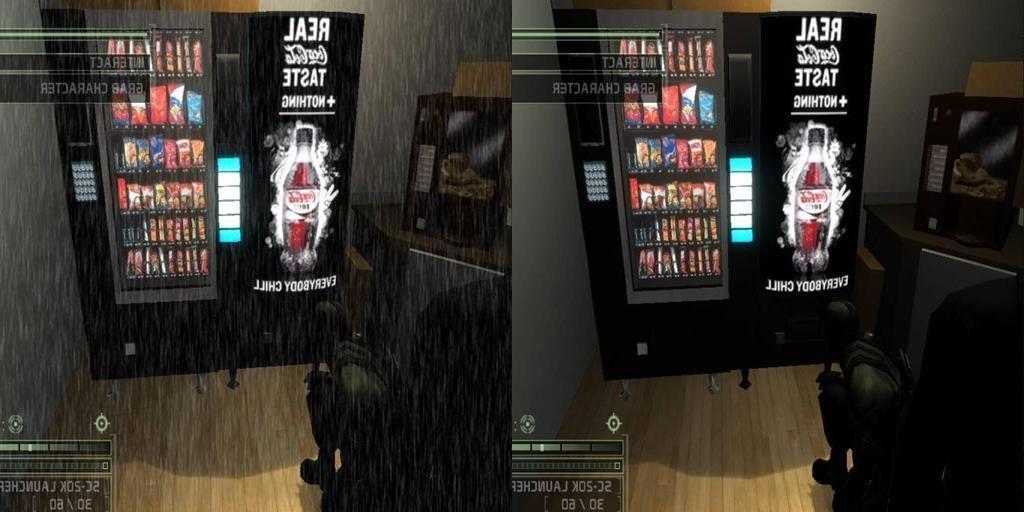 REAL
Coca-Cola
TASTE
+ NOTHING
EVERYBODY CHILL
INTERACT
GRAB CHARACTER
SC-20K LAUNCHER
30 / 60
REAL
Coca-Cola
TASTE
+ NOTHING
EVERYBODY CHILL
INTERACT
GRAB CHARACTER
SC-20K LAUNCHER
30 / 60